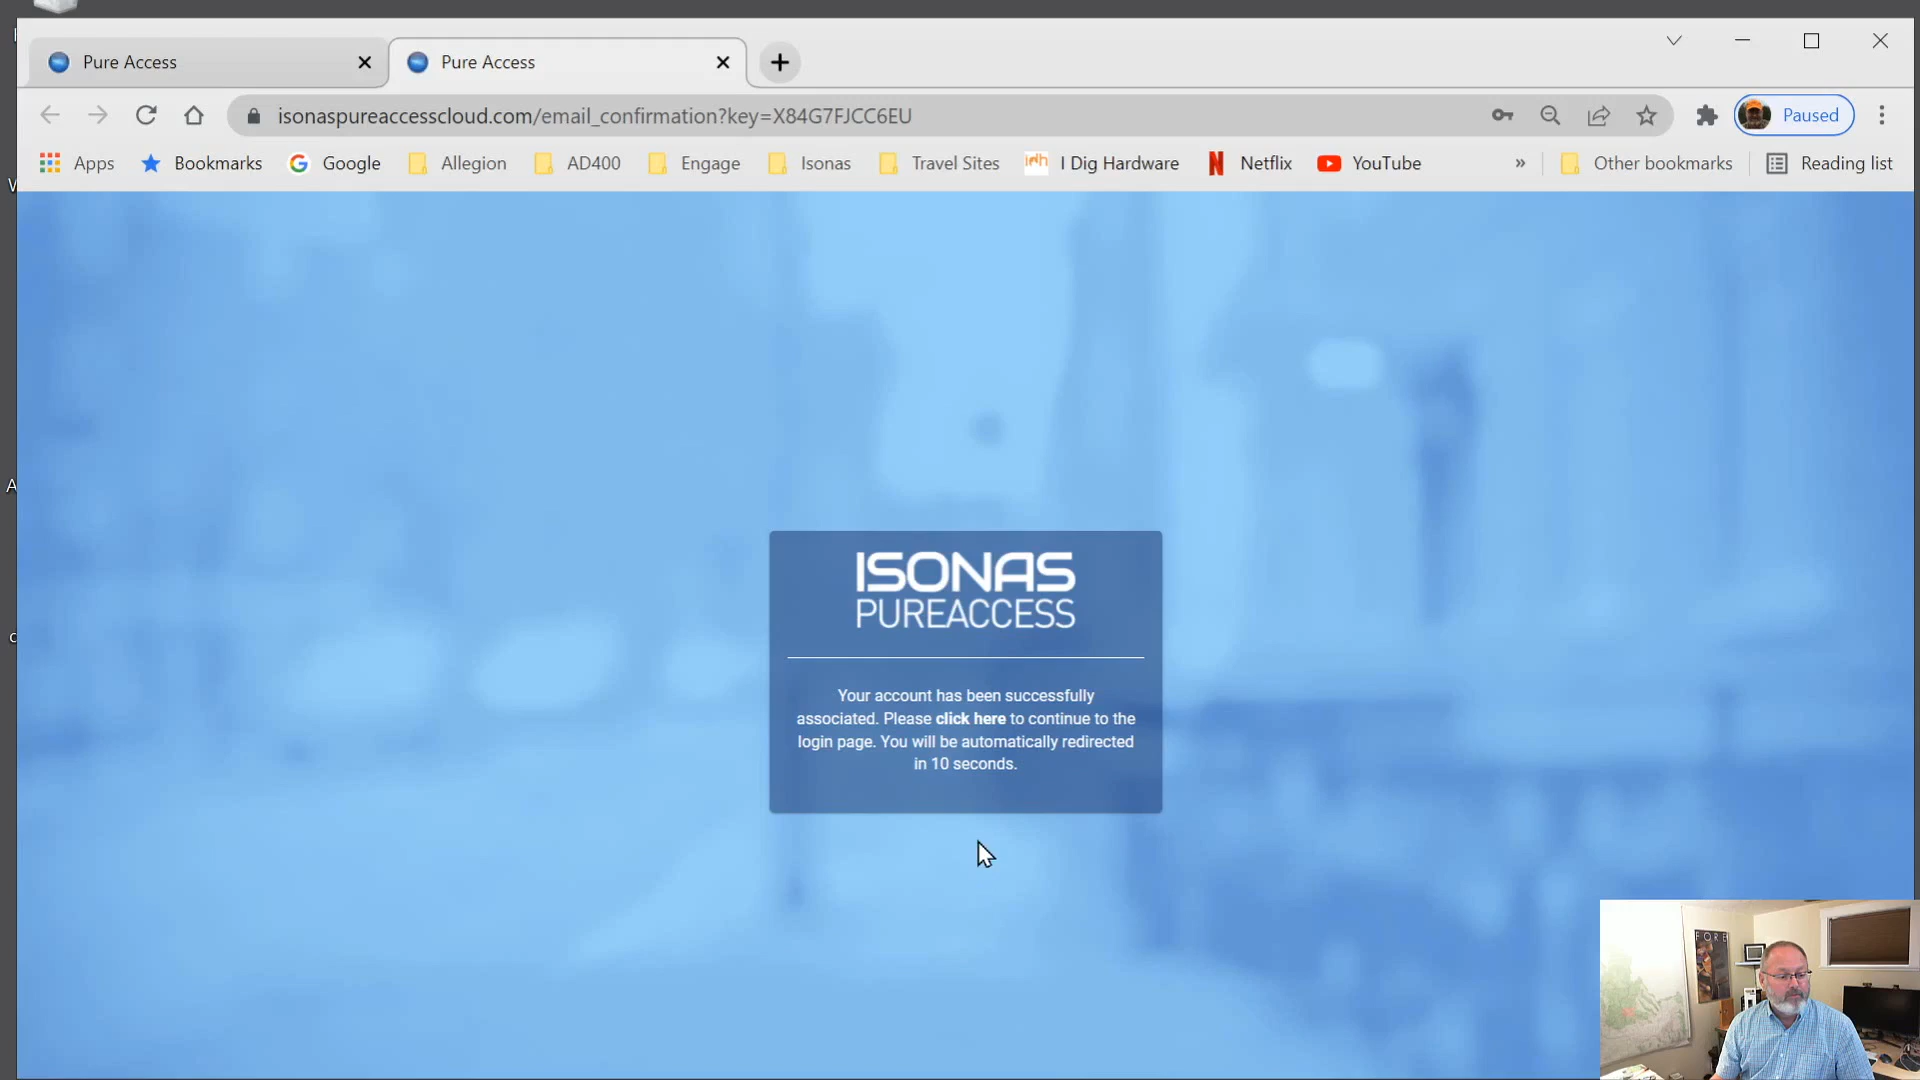 Pure Access
Pure Access
isonaspureaccesscloud.com/email_confirmation?key=X84G7FJCC6EU
Paused
Apps
Bookmarks
Google
Allegion
AD400
Engage
Isonas
Travel Sites
idh
I Dig Hardware
Netflix
YouTube
»
Other bookmarks
Reading list
ISONAS
PUREACCESS
Your account has been successfully
associated. Please click here to continue to the
login page. You will be automatically redirected
in 10 seconds.
FORE